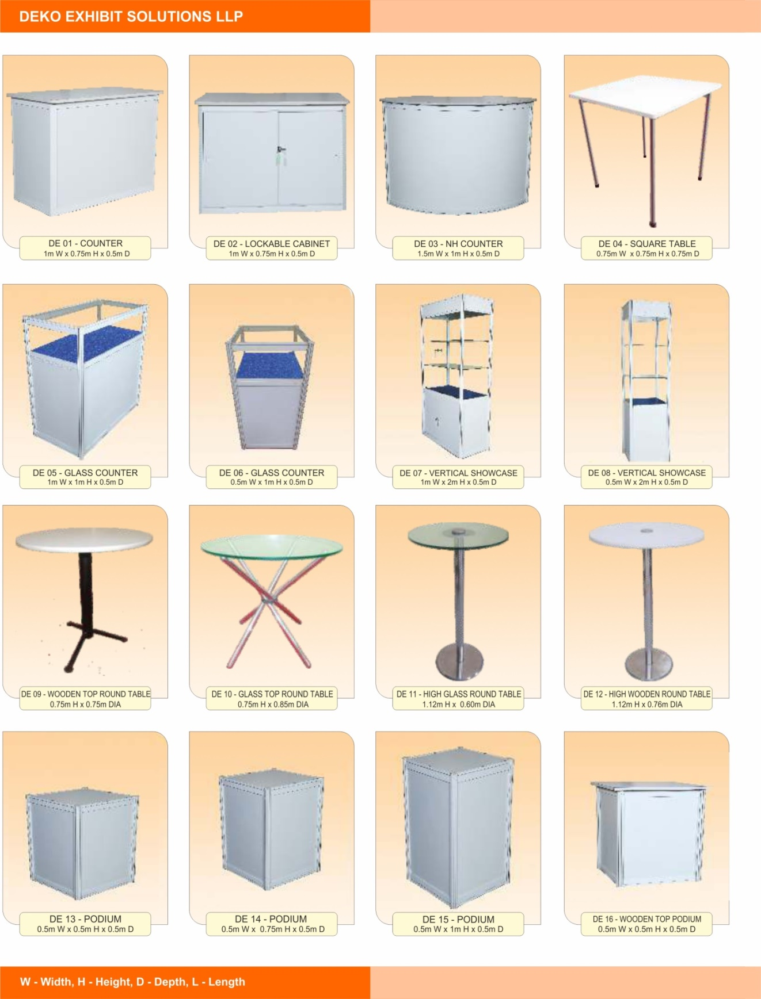 DEKO EXHIBIT SOLUTIONS LLP
DE 01 - COUNTER
1m W x 0.75m H x 0.5m D
DE 02 - LOCKABLE CABINET
1m W x 0.75m H x 0.5m D
DE 03 - NH COUNTER
1.5m W x 1m H x 0.5m D
DE 04 - SQUARE TABLE
0.75m W x 0.75m H x 0.75m D
DE 05 - GLASS COUNTER
1m W x 1m H x 0.5m D
DE 06 - GLASS COUNTER
0.5m W x 1m H x 0.5m D
DE 07 - VERTICAL SHOWCASE
1m W x 2m H x 0.5m D
DE 08 - VERTICAL SHOWCASE
0.5m W x 2m H x 0.5m D
DE 09 - WOODEN TOP ROUND TABLE
0.75m H x 0.75m DIA
DE 10 - GLASS TOP ROUND TABLE
0.75m H x 0.85m DIA
DE 11 - HIGH GLASS ROUND TABLE
1.12m H x 0.60m DIA
DE 12 - HIGH WOODEN ROUND TABLE
1.12m H x 0.76m DIA
DE 13 - PODIUM
0.5m W x 0.5m H x 0.5m D
DE 14 - PODIUM
0.5m W x 0.75m H x 0.5m D
DE 15 - PODIUM
0.5m W x 1m H x 0.5m D
DE 16 - WOODEN TOP PODIUM
0.5m W x 0.5m H x 0.5m D
W - Width, H - Height, D - Depth, L - Length